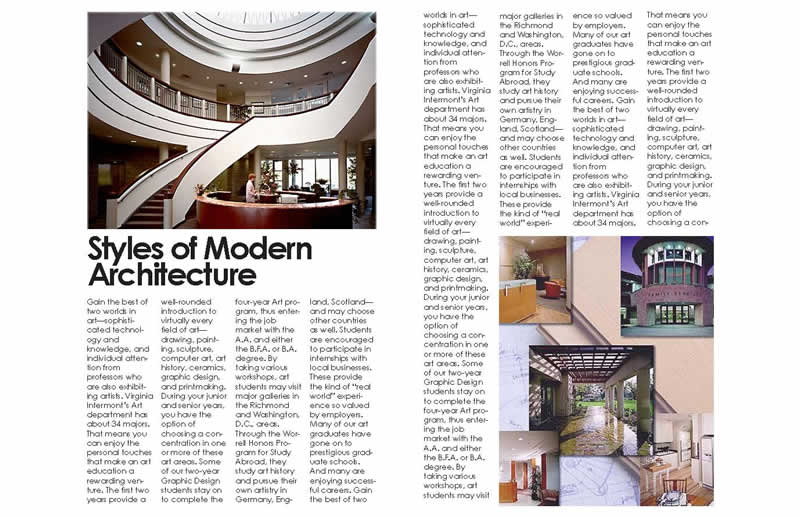 Styles of Modern
Architecture
Gain the best of
two worlds in
art—sophisti-
cated technol-
ogy and
knowledge, and
individual atten-
tion from
professors who
are also exhibit-
ing artists. Virginia
Intermont's Art
department has
about 34 majors.
That means you
can enjoy the
personal touches
that make an art
education a
rewarding ven-
ture. The first two
years provide a
well-rounded
introduction to
virtually every
field of art—
drawing, paint-
ing, sculpture,
computer art, art
history, ceramics,
graphic design,
and printmaking.
During your junior
and senior years,
you have the
option of
choosing a con-
centration in one
or more of these
art areas. Some
of our two-year
Graphic Design
students stay on
to complete the
four-year Art pro-
gram, thus enter-
ing the job
market with the
A.A. and either
the B.F.A. or B.A.
degree. By
taking various
workshops, art
students may visit
major galleries in
the Richmond
and Washington,
D.C., areas.
Through the Wor-
rell Honors Pro-
gram for Study
Abroad, they
study art history
and pursue their
own artistry in
Germany, Eng-
land, Scotland—
and may choose
other countries
as well. Students
are encouraged
to participate in
internships with
local businesses.
These provide
the kind of "real
world" experi-
ence so valued
by employers.
Many of our art
graduates have
gone on to
prestigious grad-
uate schools.
And many are
enjoying success-
ful careers. Gain
the best of two
worlds in art—
sophisticated
technology and
knowledge, and
individual atten-
tion from
professors who
are also exhibit-
ing artists. Virginia
Intermont's Art
department has
about 34 majors.
That means you
can enjoy the
personal touches
that make an art
education a
rewarding ven-
ture. The first two
years provide a
well-rounded
introduction to
virtually every
field of art—
drawing, paint-
ing, sculpture,
computer art, art
history, ceramics,
graphic design,
and printmaking.
During your junior
and senior years,
you have the
option of
choosing a con-
centration in one
or more of these
art areas. Some
of our two-year
Graphic Design
students stay on
to complete the
four-year Art pro-
gram, thus enter-
ing the job
market with the
A.A. and either
the B.F.A. or B.A.
degree. By
taking various
workshops, art
students may visit
major galleries in
the Richmond
and Washington,
D.C., areas.
Through the Wor-
rell Honors Pro-
gram for Study
Abroad, they
study art history
and pursue their
own artistry in
Germany, Eng-
land, Scotland—
and may choose
other countries
as well. Students
are encouraged
to participate in
internships with
local businesses.
These provide
the kind of "real
world" experi-
ence so valued
by employers.
Many of our art
graduates have
gone on to
prestigious grad-
uate schools.
And many are
enjoying success-
ful careers. Gain
the best of two
worlds in art—
sophisticated
technology and
knowledge, and
individual atten-
tion from
professors who
are also exhibit-
ing artists. Virginia
Intermont's Art
department has
about 34 majors.
That means you
can enjoy the
personal touches
that make an art
education a
rewarding ven-
ture. The first two
years provide a
well-rounded
introduction to
virtually every
field of art—
drawing, paint-
ing, sculpture,
computer art, art
history, ceramics,
graphic design,
and printmaking.
During your junior
and senior years,
you have the
option of
choosing a con-
FAMILY